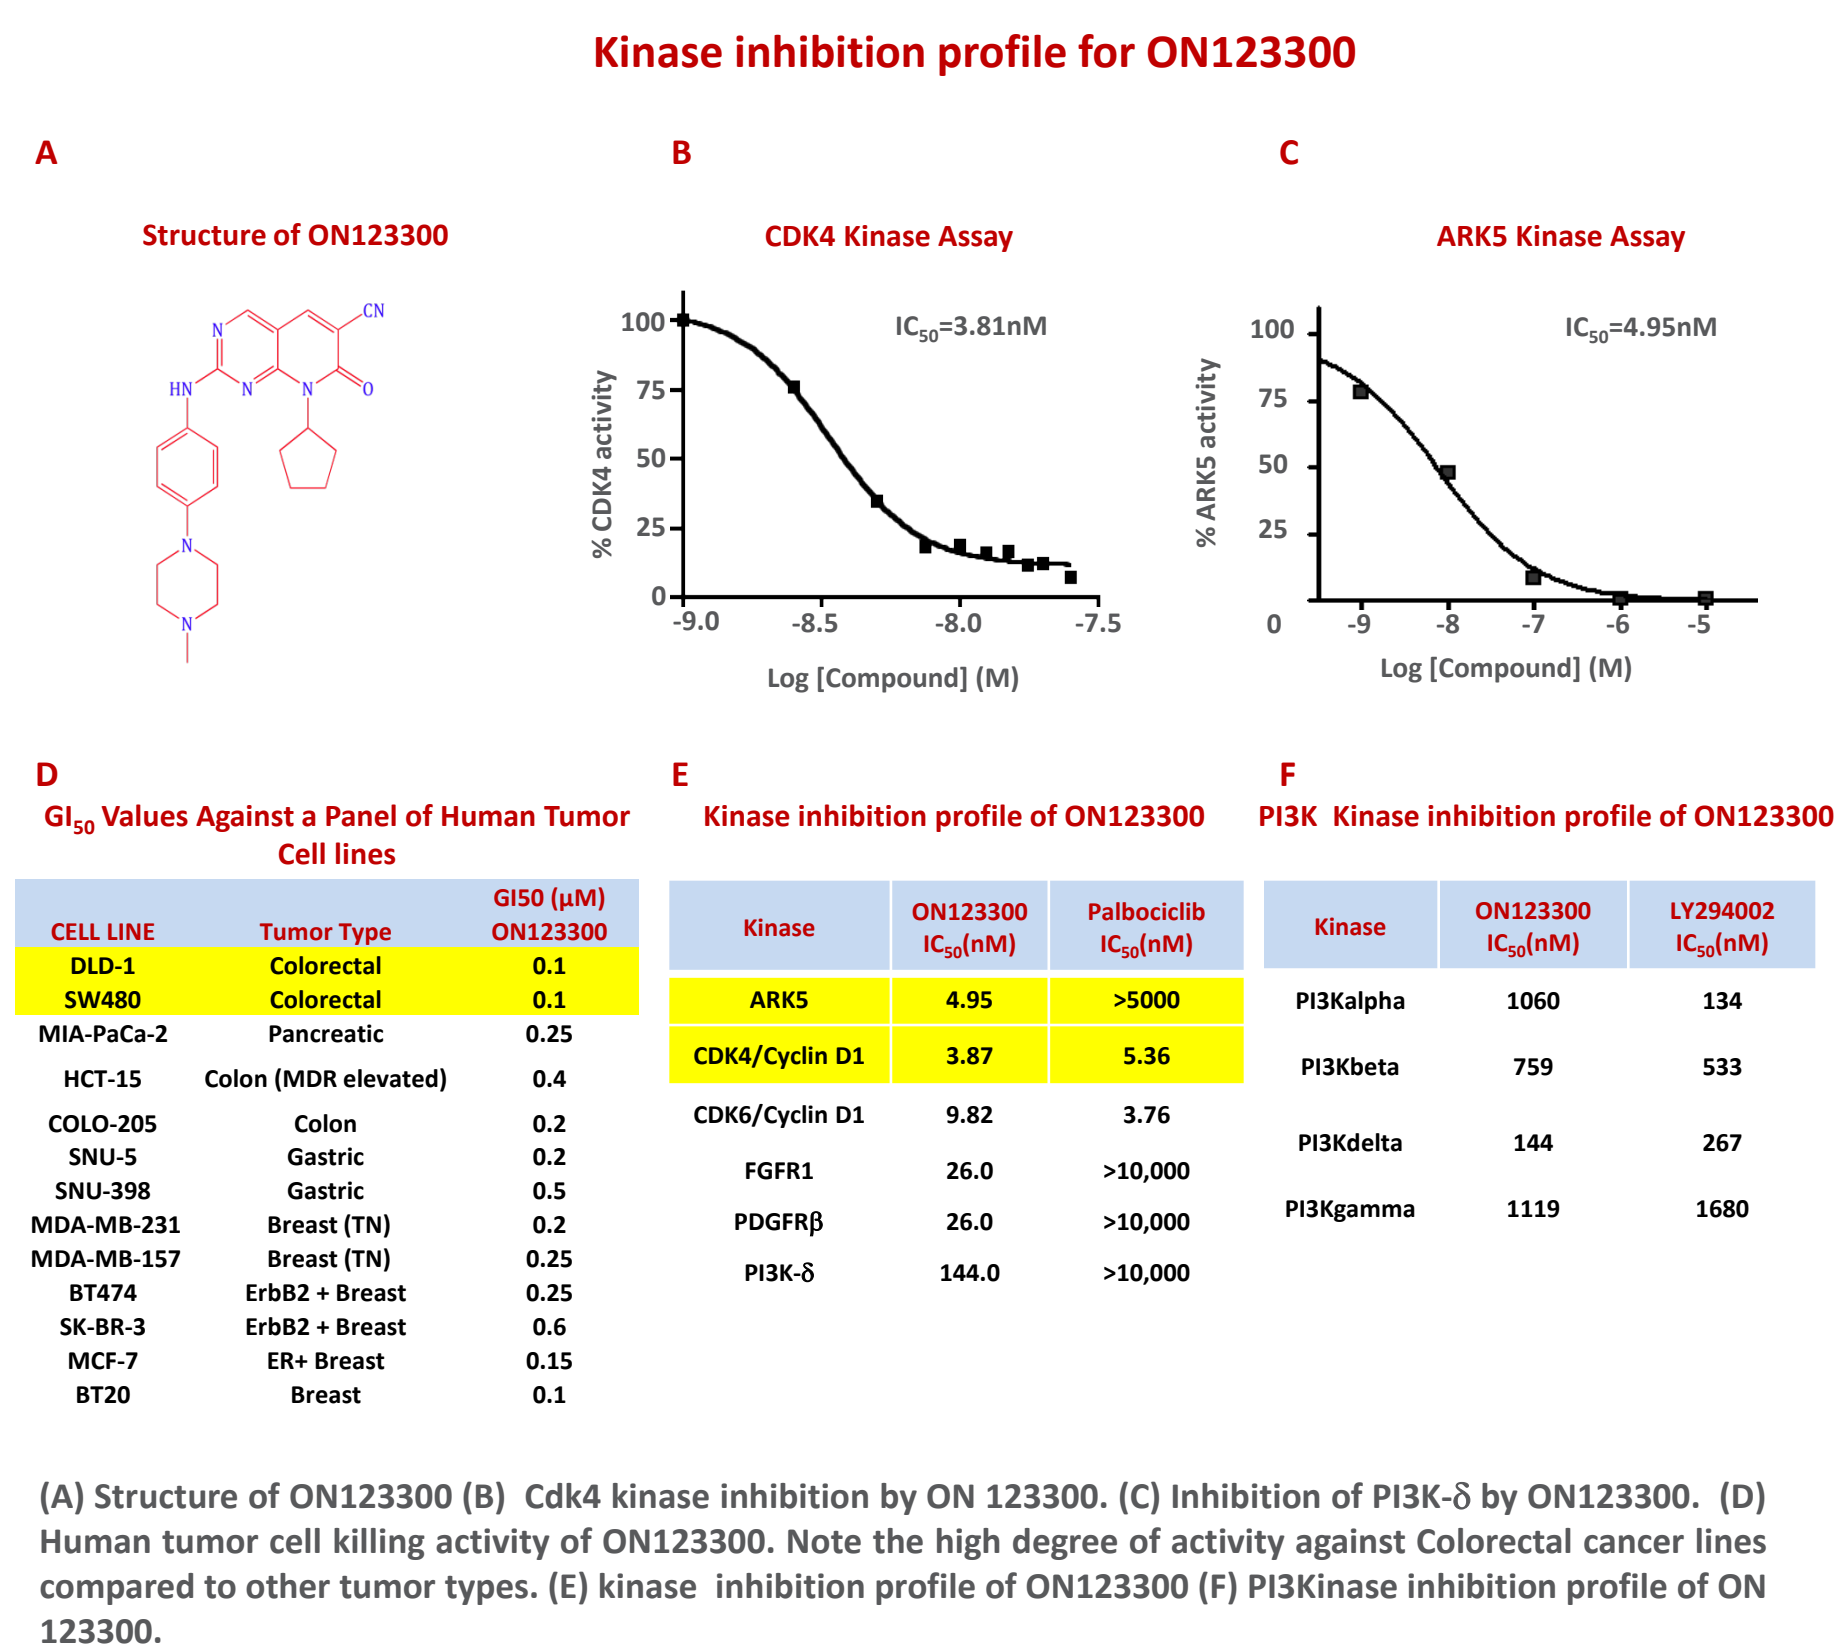 Kinase inhibition profile for ON123300
A
Structure of ON123300
N
CN
HN
N
N
O
N
N
B
CDK4 Kinase Assay
IC50=3.81nM
% CDK4 activity
100
75
50
25
0
-9.0 -8.5 -8.0 -7.5
Log [Compound] (M)
C
ARK5 Kinase Assay
IC50=4.95nM
% ARK5 activity
100
75
50
25
0 -9 -8 -7 -6 -5
Log [Compound] (M)
D
GI50 Values Against a Panel of Human Tumor
Cell lines
CELL LINE Tumor Type GI50 (µM) ON123300
DLD-1 Colorectal 0.1
SW480 Colorectal 0.1
MIA-PaCa-2 Pancreatic 0.25
HCT-15 Colon (MDR elevated) 0.4
COLO-205 Colon 0.2
SNU-5 Gastric 0.2
SNU-398 Gastric 0.5
MDA-MB-231 Breast (TN) 0.2
MDA-MB-157 Breast (TN) 0.25
BT474 ErbB2 + Breast 0.25
SK-BR-3 ErbB2 + Breast 0.6
MCF-7 ER+ Breast 0.15
BT20 Breast 0.1
E
Kinase inhibition profile of ON123300
Kinase ON123300 IC50(nM) Palbociclib IC50(nM)
ARK5 4.95 >5000
CDK4/Cyclin D1 3.87 5.36
CDK6/Cyclin D1 9.82 3.76
FGFR1 26.0 >10,000
PDGFRβ 26.0 >10,000
PI3K-δ 144.0 >10,000
F
PI3K Kinase inhibition profile of ON123300
Kinase ON123300 IC50(nM) LY294002 IC50(nM)
PI3Kalpha 1060 134
PI3Kbeta 759 533
PI3Kdelta 144 267
PI3Kgamma 1119 1680
(A) Structure of ON123300 (B) Cdk4 kinase inhibition by ON 123300. (C) Inhibition of PI3K-δ by ON123300. (D)
Human tumor cell killing activity of ON123300. Note the high degree of activity against Colorectal cancer lines
compared to other tumor types. (E) kinase inhibition profile of ON123300 (F) PI3Kinase inhibition profile of ON
123300.